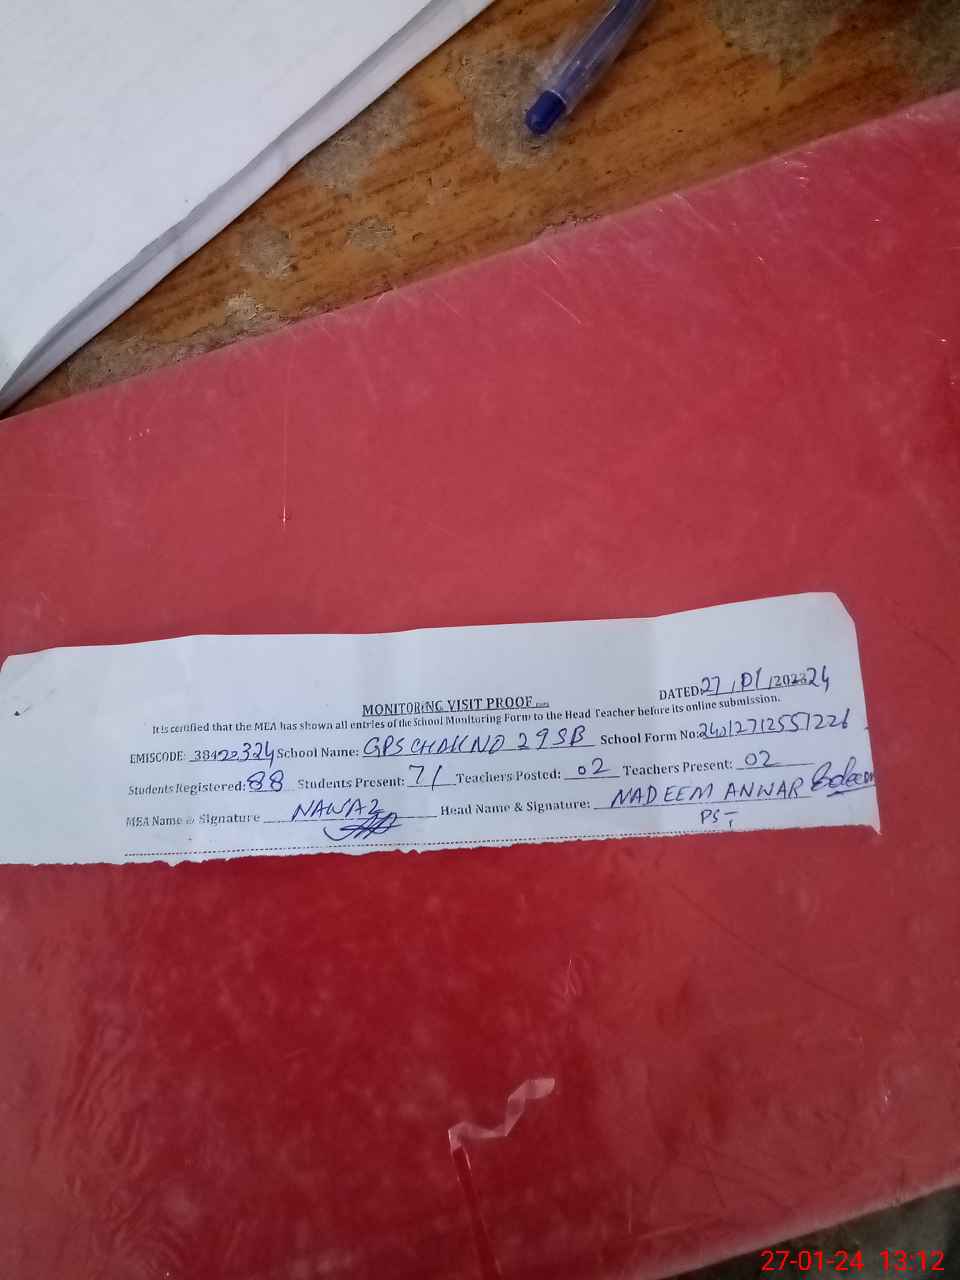 MONITORING VISIT PROOF
DATED 27/01/202324
It is certified that the MEA has shown all entries of the School Monitoring Form to the Head Teacher before its online submission.
EMISCODE: 38420324 School Name: GPS CHAK NO 29 SB School Form No: 24012712551226
Students Registered: 88 Students Present: 71 Teachers Posted: 02 Teachers Present: 02
MEA Name & Signature NAWAZ Head Name & Signature: NADEEM ANWAR
PST
27-01-24 13:12